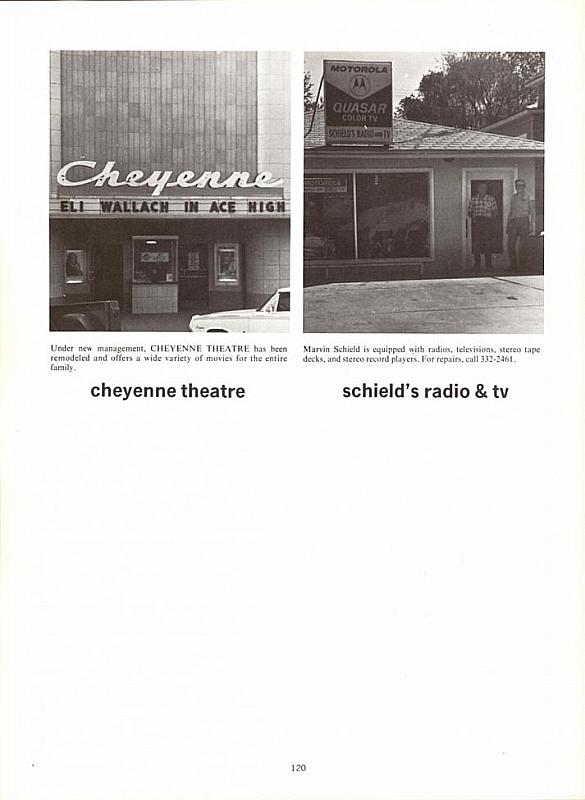 Cheyenne
ELI WALLACH IN ACE HIGH
MOTOROLA
QUASAR
COLOR TV
SCHIELD'S RADIO AND TV
MOTOROLA
Under new management, CHEYENNE THEATRE has been
remodeled and offers a wide variety of movies for the entire
family.
Marvin Schield is equipped with radios, televisions, stereo tape
decks, and stereo record players. For repairs, call 332-2461.
cheyenne theatre
schield's radio & tv
120